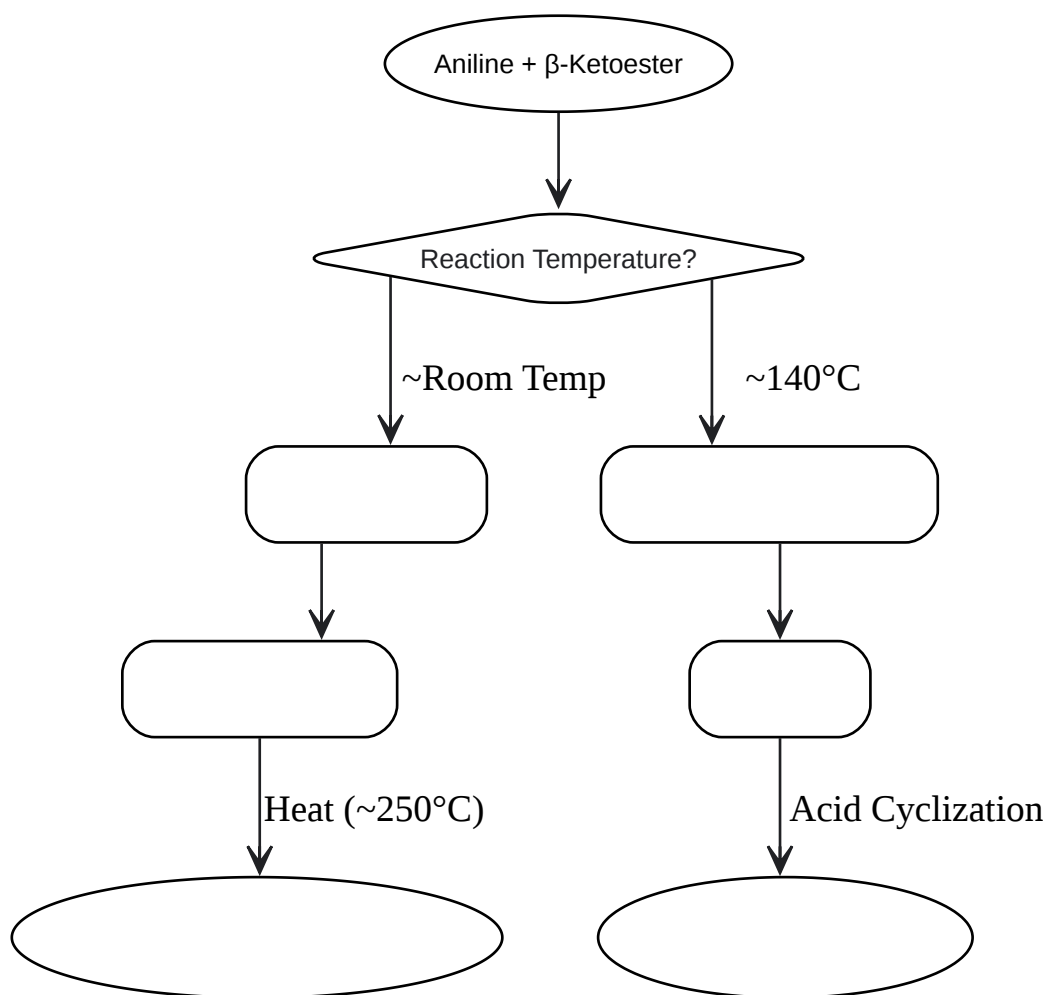 Aniline + β-Ketoester
Reaction Temperature?
~Room Temp
~140°C
Heat (~250°C)
Acid Cyclization